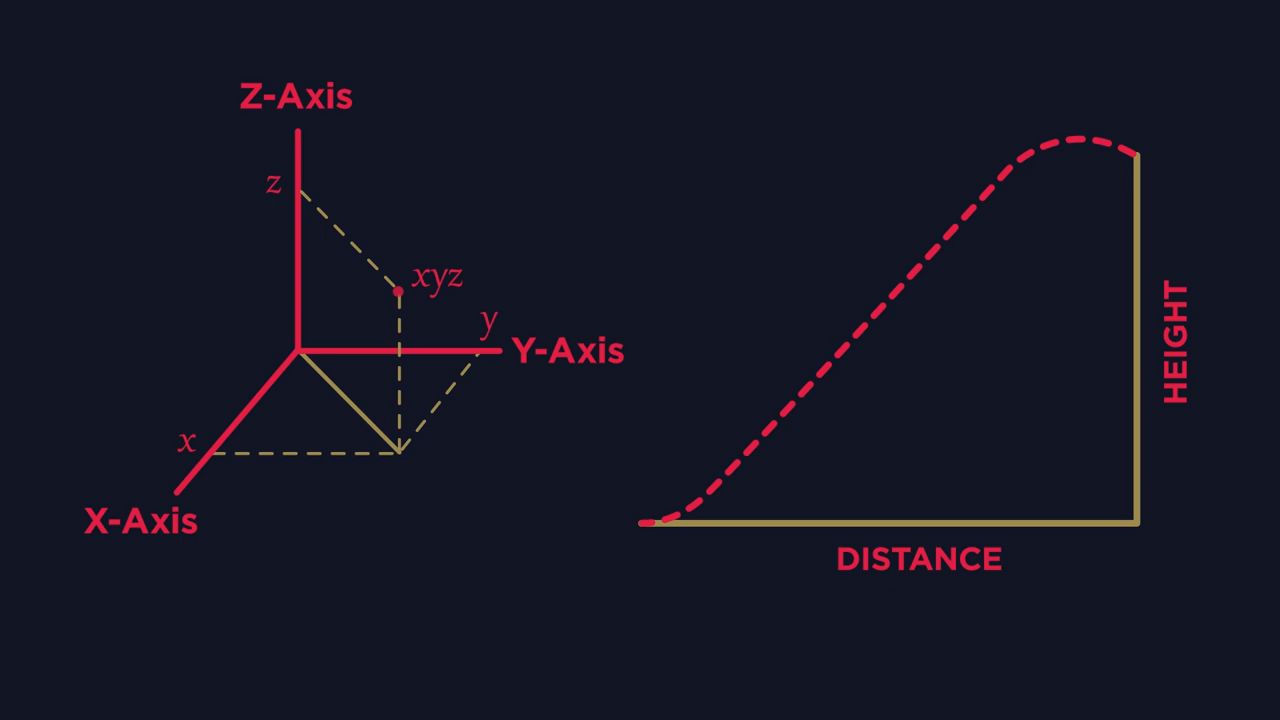 Z-Axis
z
xyz
y
Y-Axis
x
X-Axis
HEIGHT
DISTANCE